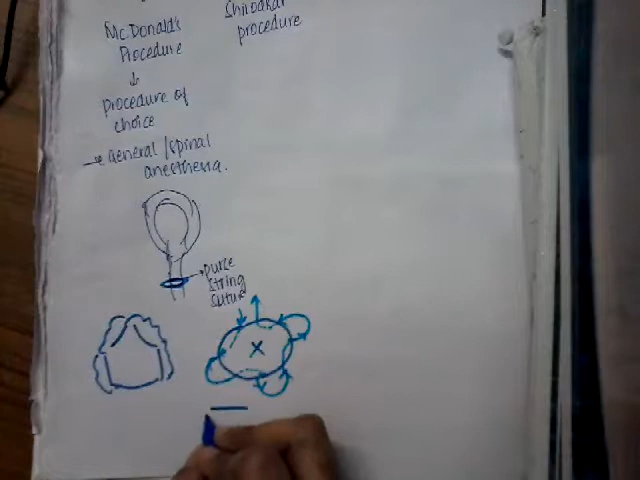 McDonald's
Procedure
↓
Procedure of
choice
→ General / spinal
anesthesia.
Shirodkar
procedure
purse
string
suture
X